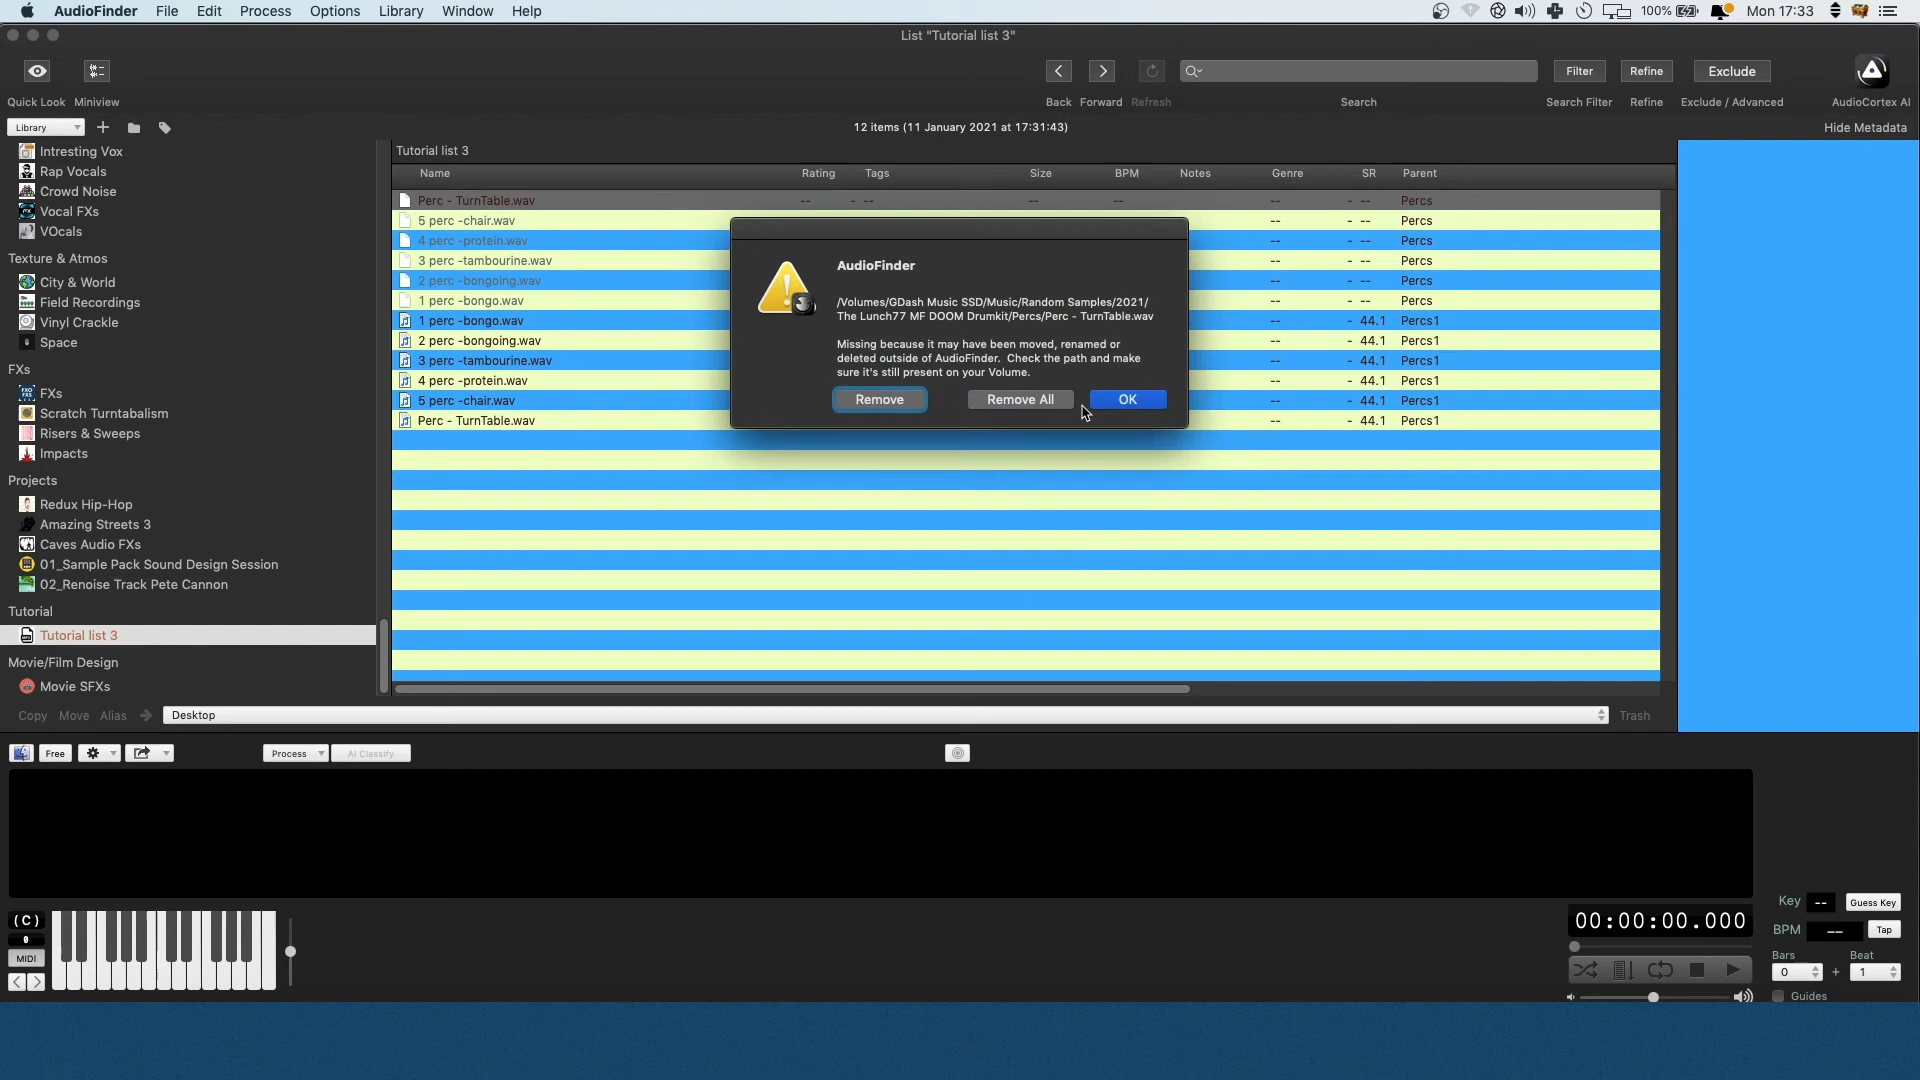 AudioFinder File Edit Process Options Library Window Help 100% Mon 17:33
List "Tutorial list 3"
Filter Refine Exclude
Quick Look Miniview Back Forward Refresh Search Search Filter Refine Exclude / Advanced AudioCortex AI
Library 12 items (11 January 2021 at 17:31:43) Hide Metadata
Intresting Vox
Rap Vocals
Crowd Noise
Vocal FXs
VOcals
Texture & Atmos
City & World
Field Recordings
Vinyl Crackle
Space
FXs
FXs
Scratch Turntabalism
Risers & Sweeps
Impacts
Projects
Redux Hip-Hop
Amazing Streets 3
Caves Audio FXs
01_Sample Pack Sound Design Session
02_Renoise Track Pete Cannon
Tutorial
Tutorial list 3
Movie/Film Design
Movie SFXs
Tutorial list 3
Name Rating Tags Size BPM Notes Genre SR Parent
Perc - TurnTable.wav -- - -- -- -- -- - -- Percs
5 perc -chair.wav -- - -- Percs
4 perc -protein.wav -- - -- Percs
3 perc -tambourine.wav -- - -- Percs
2 perc -bongoing.wav -- - -- Percs
1 perc -bongo.wav -- - -- Percs
1 perc -bongo.wav -- - 44.1 Percs1
2 perc -bongoing.wav -- - 44.1 Percs1
3 perc -tambourine.wav -- - 44.1 Percs1
4 perc -protein.wav -- - 44.1 Percs1
5 perc -chair.wav -- - 44.1 Percs1
Perc - TurnTable.wav -- - 44.1 Percs1
AudioFinder
/Volumes/GDash Music SSD/Music/Random Samples/2021/
The Lunch77 MF DOOM Drumkit/Percs/Perc - TurnTable.wav
Missing because it may have been moved, renamed or
deleted outside of AudioFinder. Check the path and make
sure it's still present on your Volume.
Remove Remove All OK
Copy Move Alias Desktop Trash
Free Process AI Classify
(C)
0
MIDI
00:00:00.000
Key -- Guess Key
BPM -- Tap
Bars Beat
0 + 1
Guides